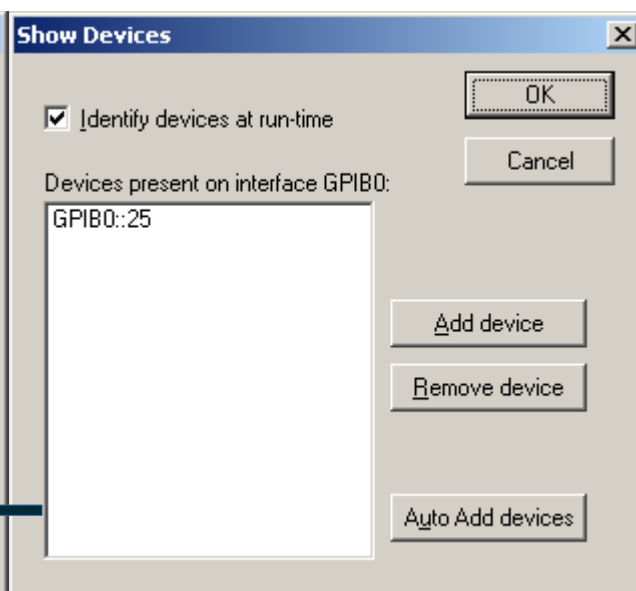 Show Devices
OK
Identify devices at run-time
Cancel
Devices present on interface GPIB0:
GPIB0::25
Add device
Remove device
Auto Add devices